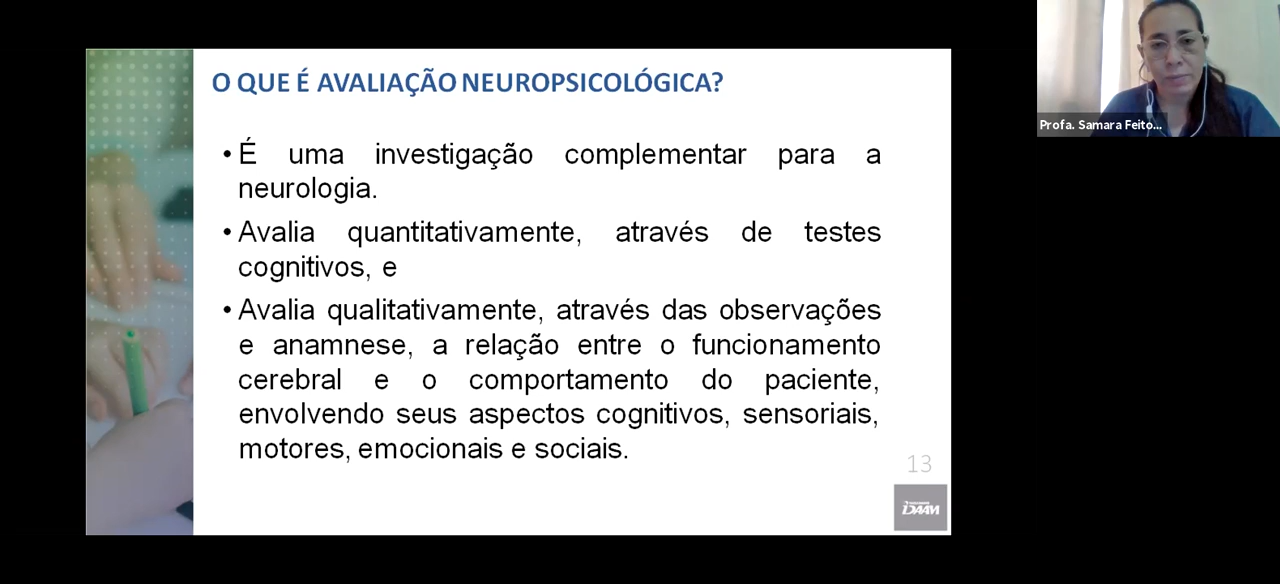 O QUE É AVALIAÇÃO NEUROPSICOLÓGICA?
• É uma investigação complementar para a
neurologia.
• Avalia quantitativamente, através de testes
cognitivos, e
• Avalia qualitativamente, através das observações
e anamnese, a relação entre o funcionamento
cerebral e o comportamento do paciente,
envolvendo seus aspectos cognitivos, sensoriais,
motores, emocionais e sociais.
13
IDAAM
Profa. Samara Feito...